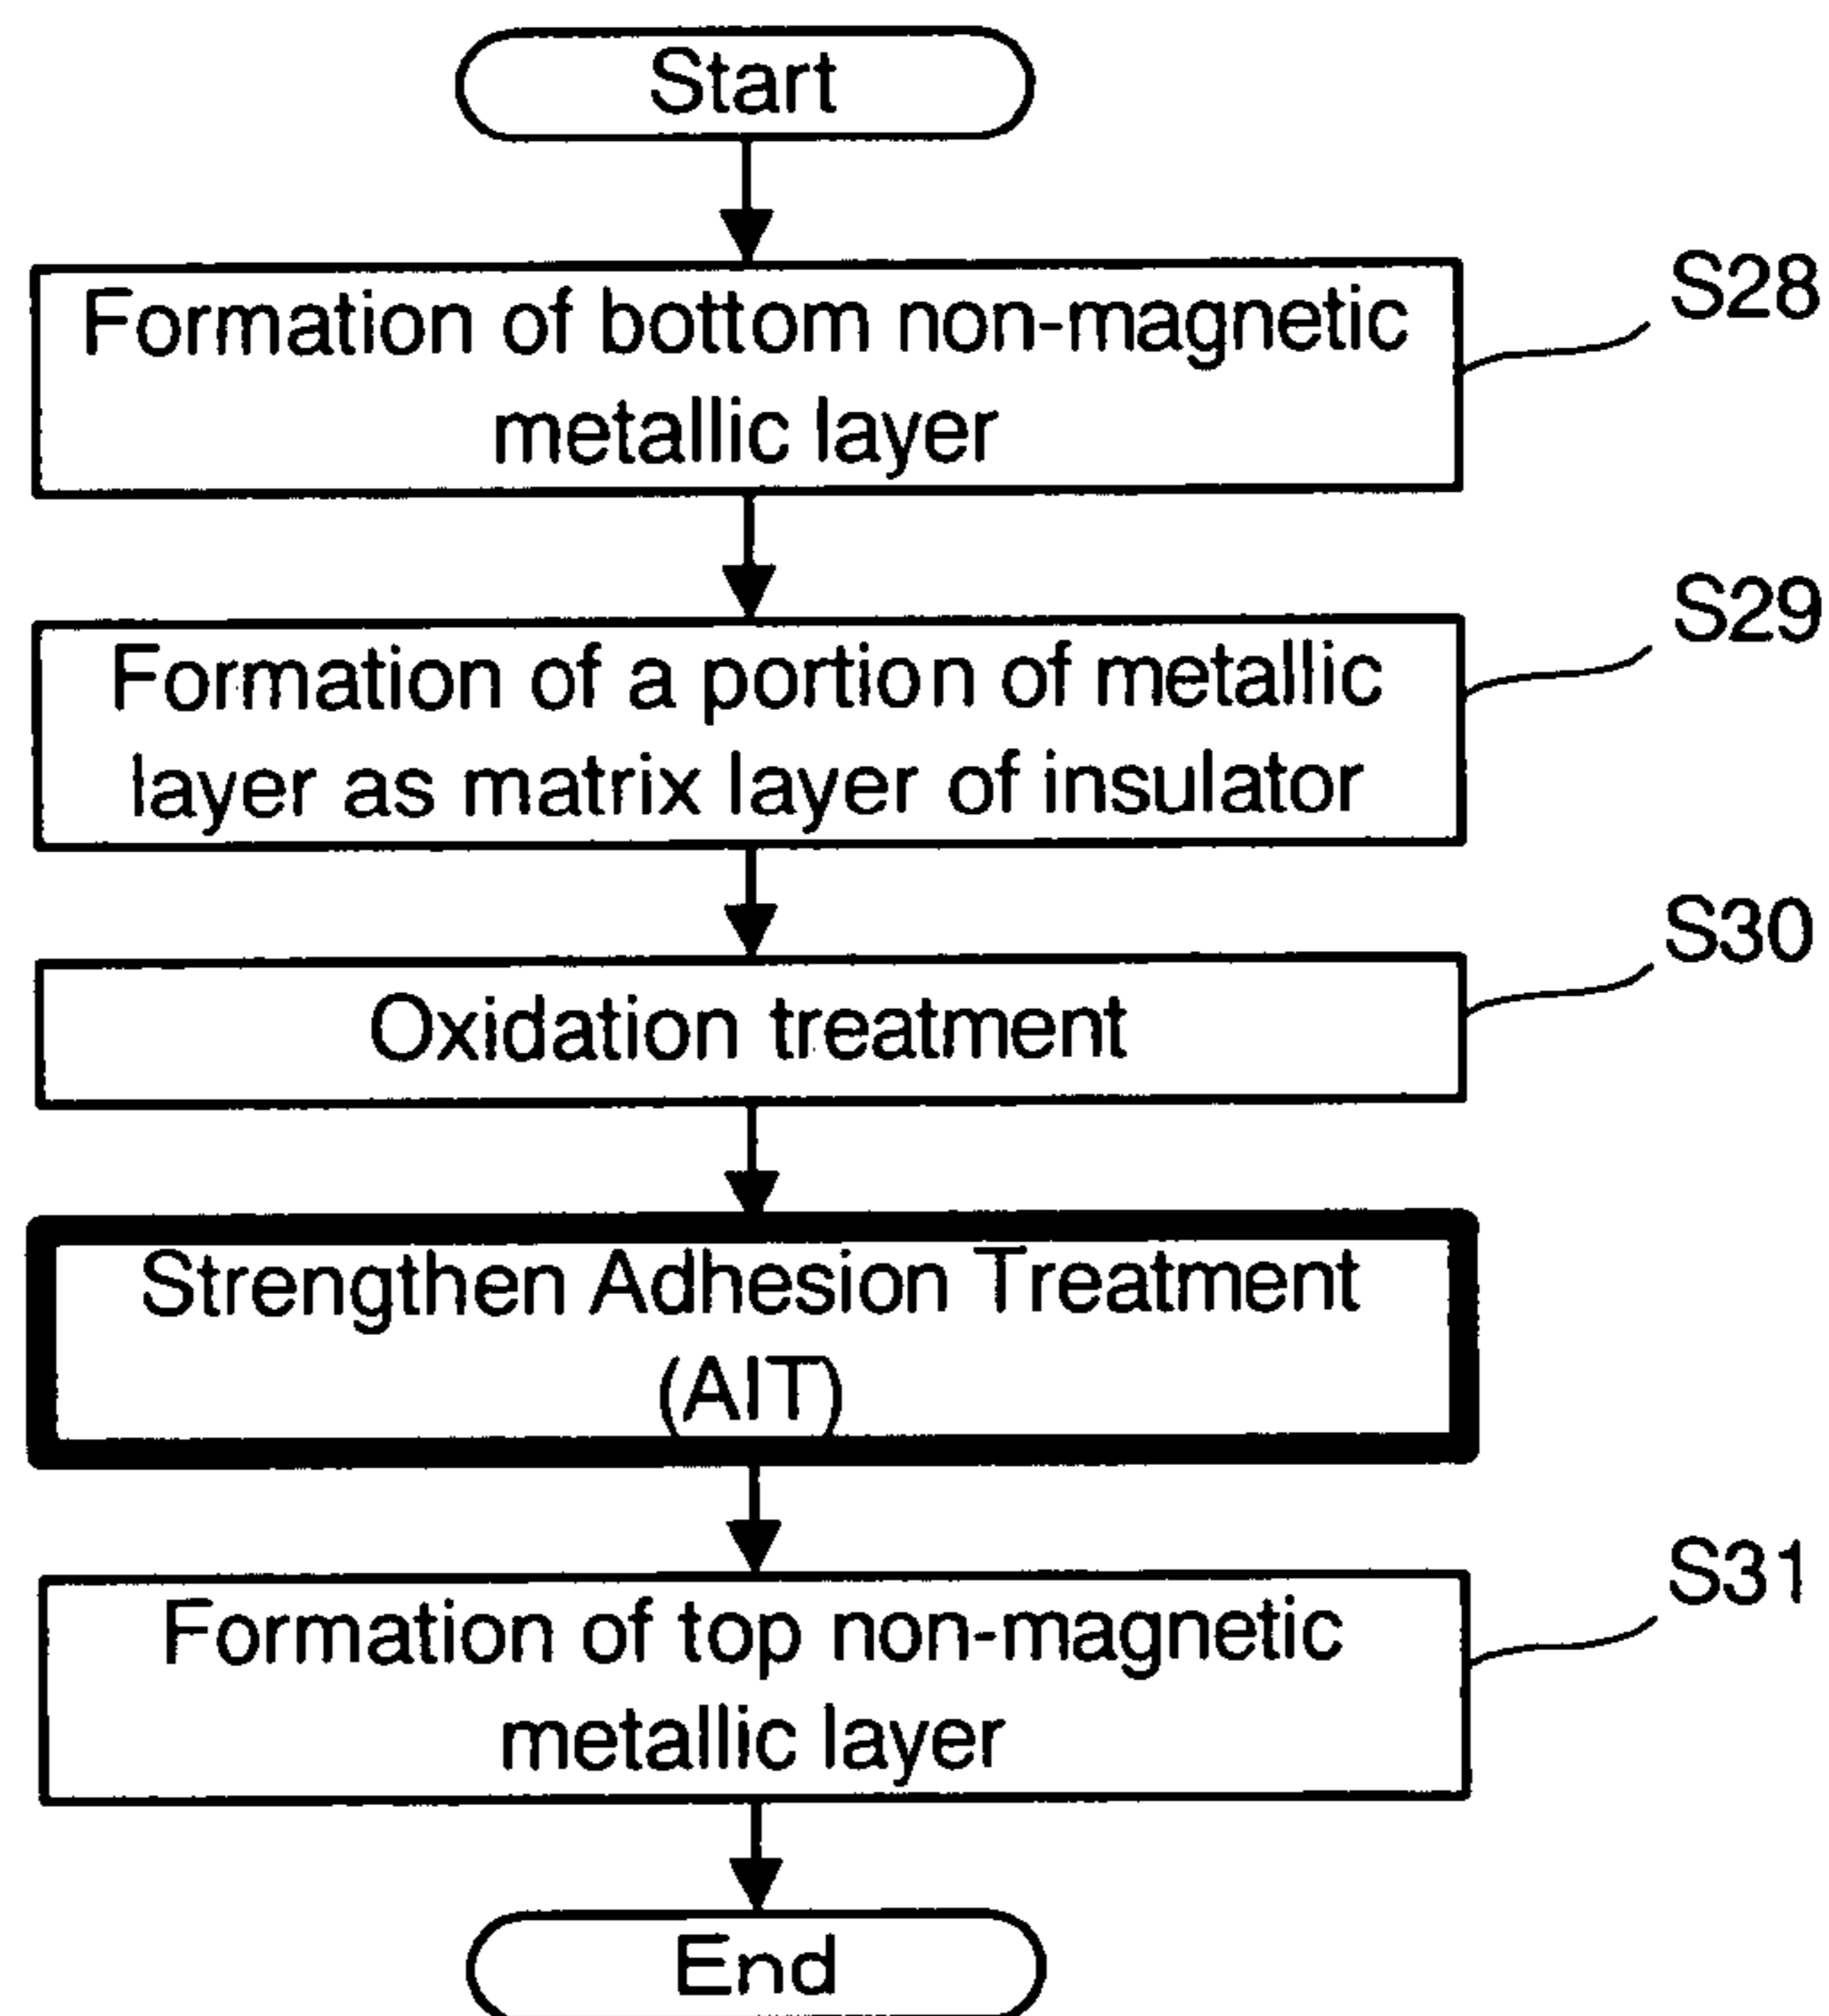 Start
S28
Formation of bottom non-magnetic
metallic layer
S29
Formation of a portion of metallic
layer as matrix layer of insulator
S30
Oxidation treatment
Strengthen Adhesion Treatment
(AIT)
S31
Formation of top non-magnetic
metallic layer
End